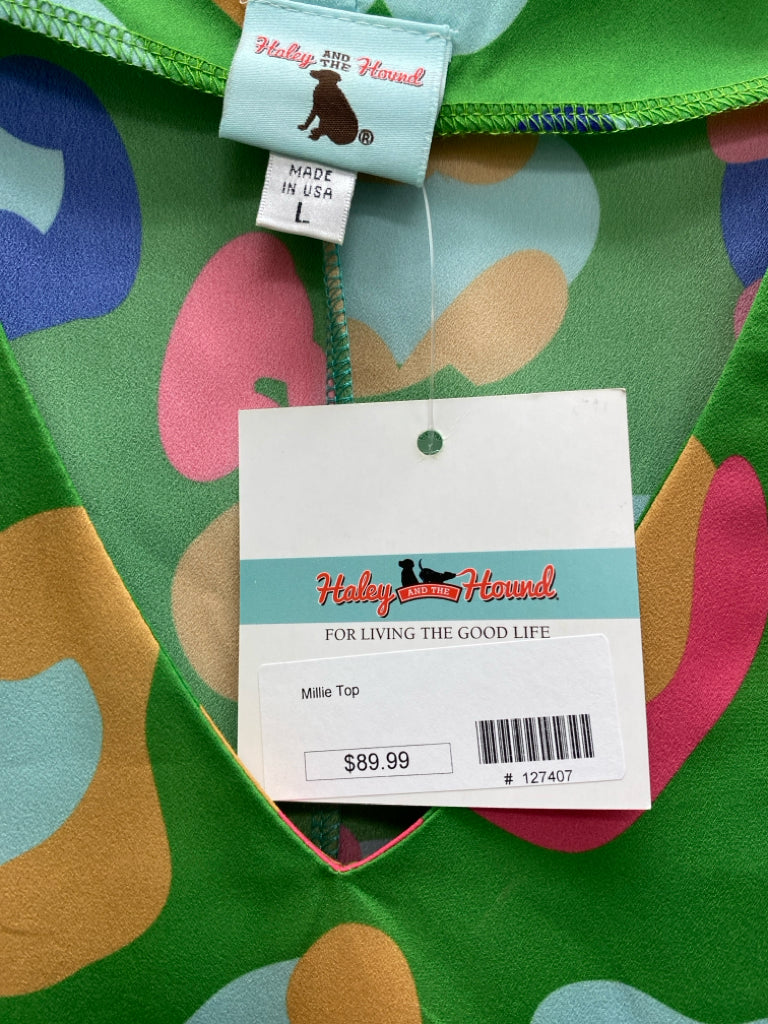 Haley AND THE Hound
®
MADE
IN USA
L
Haley AND THE Hound
FOR LIVING THE GOOD LIFE
Millie Top
$89.99
# 127407